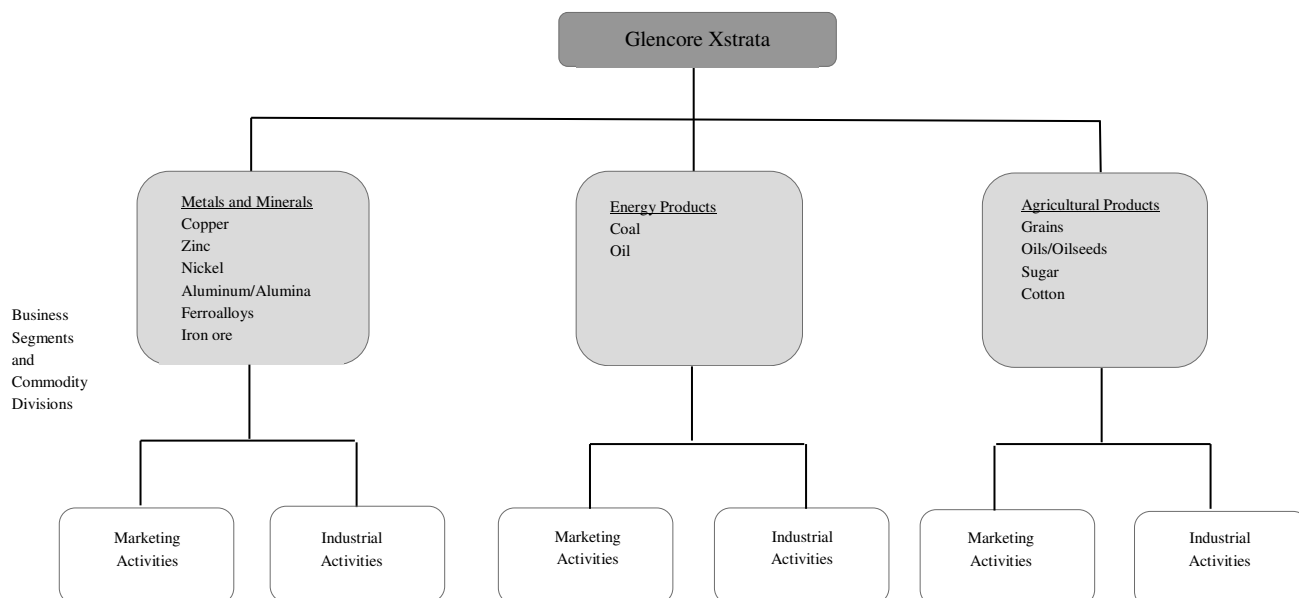 Glencore Xstrata
Metals and Minerals
Copper
Zinc
Nickel
Aluminum/Alumina
Ferroalloys
Iron ore
Energy Products
Coal
Oil
Agricultural Products
Grains
Oils/Oilseeds
Sugar
Cotton
Business
Segments
and
Commodity
Divisions
Marketing
Activities
Industrial
Activities
Marketing
Activities
Industrial
Activities
Marketing
Activities
Industrial
Activities